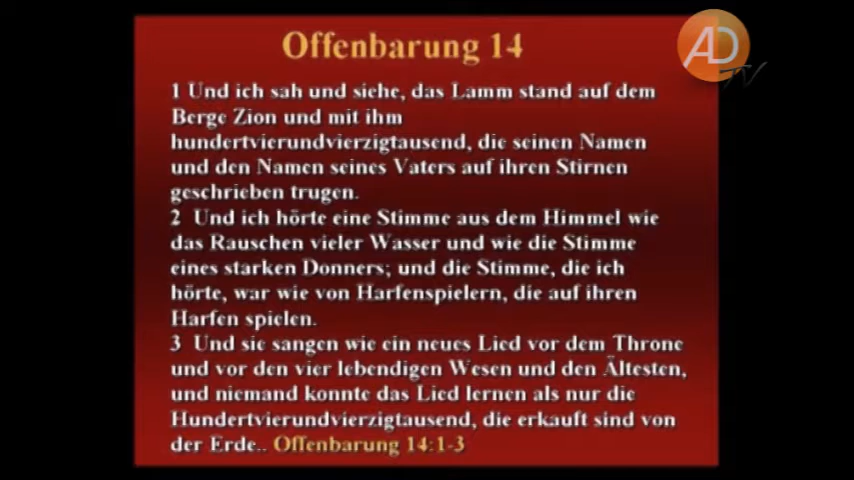 Offenbarung 14
AD
TV
1 Und ich sah und siehe, das Lamm stand auf dem
Berge Zion und mit ihm
hundertvierundvierzigtausend, die seinen Namen
und den Namen seines Vaters auf ihren Stirnen
geschrieben trugen.
2 Und ich hörte eine Stimme aus dem Himmel wie
das Rauschen vieler Wasser und wie die Stimme
eines starken Donners; und die Stimme, die ich
hörte, war wie von Harfenspielern, die auf ihren
Harfen spielen.
3 Und sie sangen wie ein neues Lied vor dem Throne
und vor den vier lebendigen Wesen und den Ältesten,
und niemand konnte das Lied lernen als nur die
Hundertvierundvierzigtausend, die erkauft sind von
der Erde.. Offenbarung 14:1-3